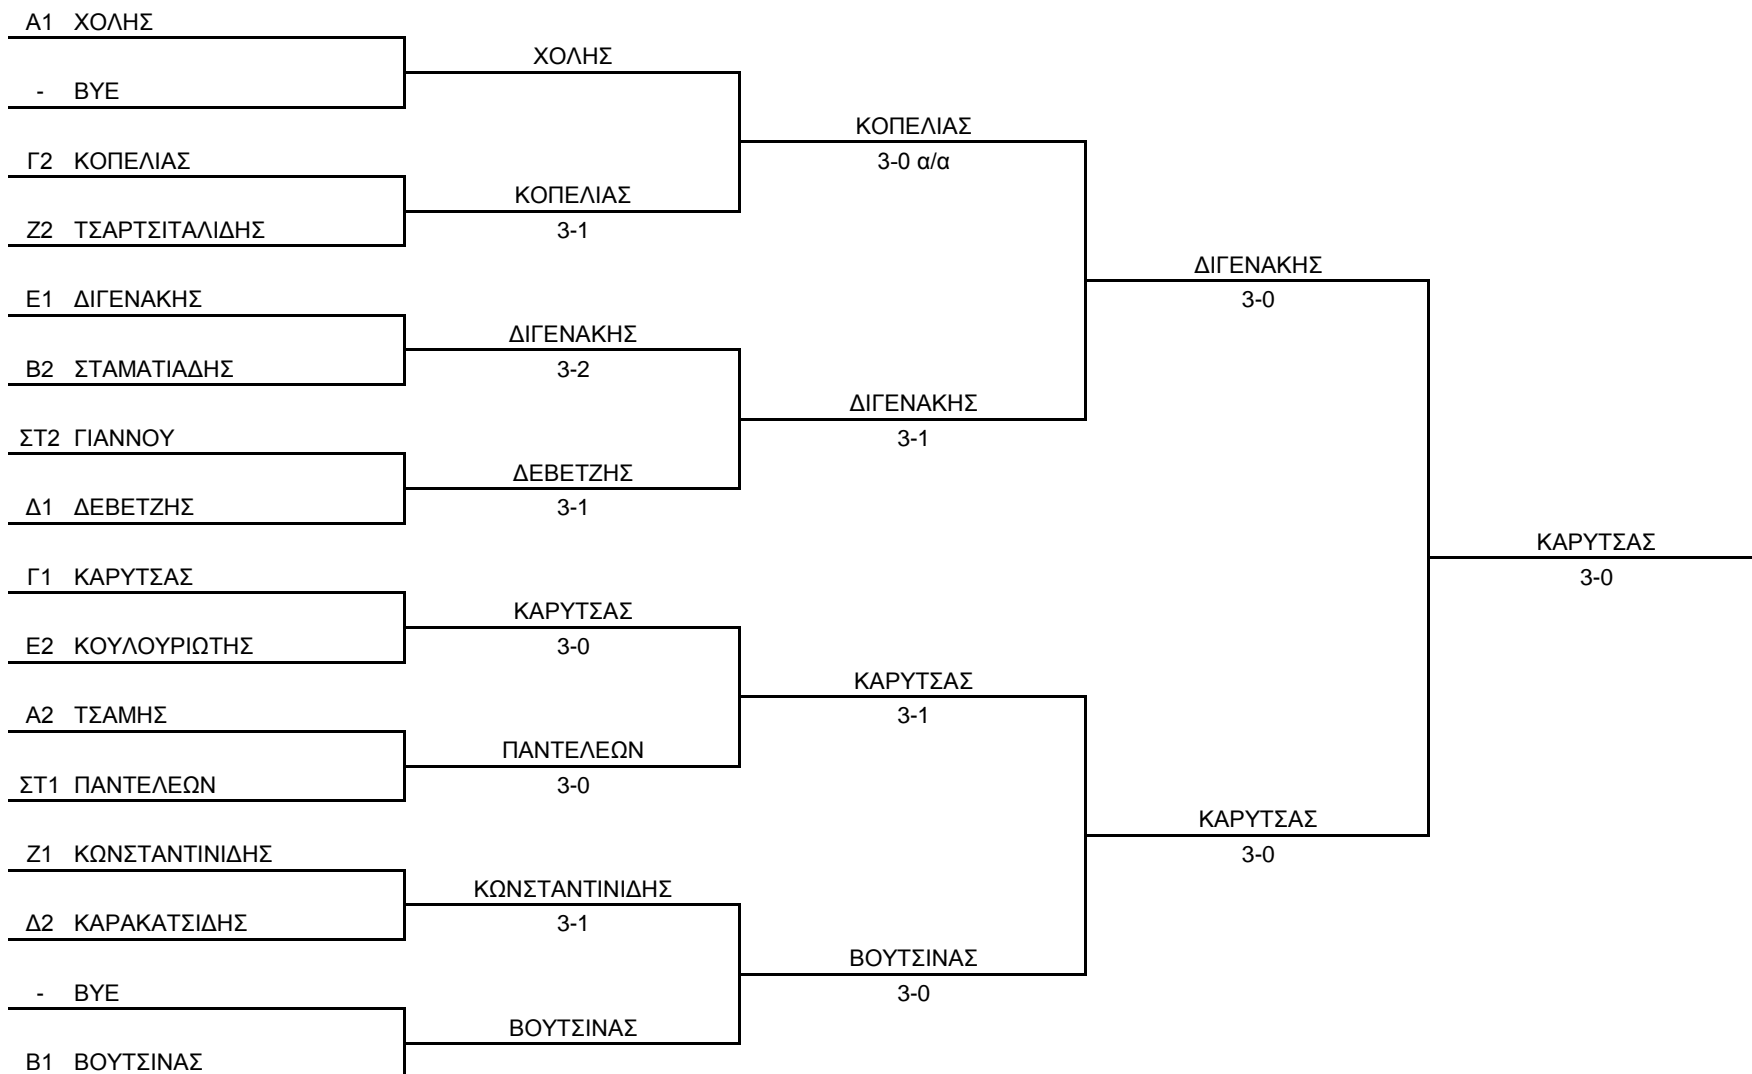 Α1 ΧΟΛΗΣ
ΧΟΛΗΣ
- BYE
ΚΟΠΕΛΙΑΣ
3-0 α/α
Γ2 ΚΟΠΕΛΙΑΣ
ΚΟΠΕΛΙΑΣ
3-1
Ζ2 ΤΣΑΡΤΣΙΤΑΛΙΔΗΣ
ΔΙΓΕΝΑΚΗΣ
3-0
Ε1 ΔΙΓΕΝΑΚΗΣ
ΔΙΓΕΝΑΚΗΣ
3-2
Β2 ΣΤΑΜΑΤΙΑΔΗΣ
ΔΙΓΕΝΑΚΗΣ
3-1
ΣΤ2 ΓΙΑΝΝΟΥ
ΔΕΒΕΤΖΗΣ
3-1
Δ1 ΔΕΒΕΤΖΗΣ
ΚΑΡΥΤΣΑΣ
3-0
Γ1 ΚΑΡΥΤΣΑΣ
ΚΑΡΥΤΣΑΣ
3-0
Ε2 ΚΟΥΛΟΥΡΙΩΤΗΣ
ΚΑΡΥΤΣΑΣ
3-1
Α2 ΤΣΑΜΗΣ
ΠΑΝΤΕΛΕΩΝ
3-0
ΣΤ1 ΠΑΝΤΕΛΕΩΝ
ΚΑΡΥΤΣΑΣ
3-0
Ζ1 ΚΩΝΣΤΑΝΤΙΝΙΔΗΣ
ΚΩΝΣΤΑΝΤΙΝΙΔΗΣ
3-1
Δ2 ΚΑΡΑΚΑΤΣΙΔΗΣ
ΒΟΥΤΣΙΝΑΣ
3-0
- BYE
ΒΟΥΤΣΙΝΑΣ
Β1 ΒΟΥΤΣΙΝΑΣ